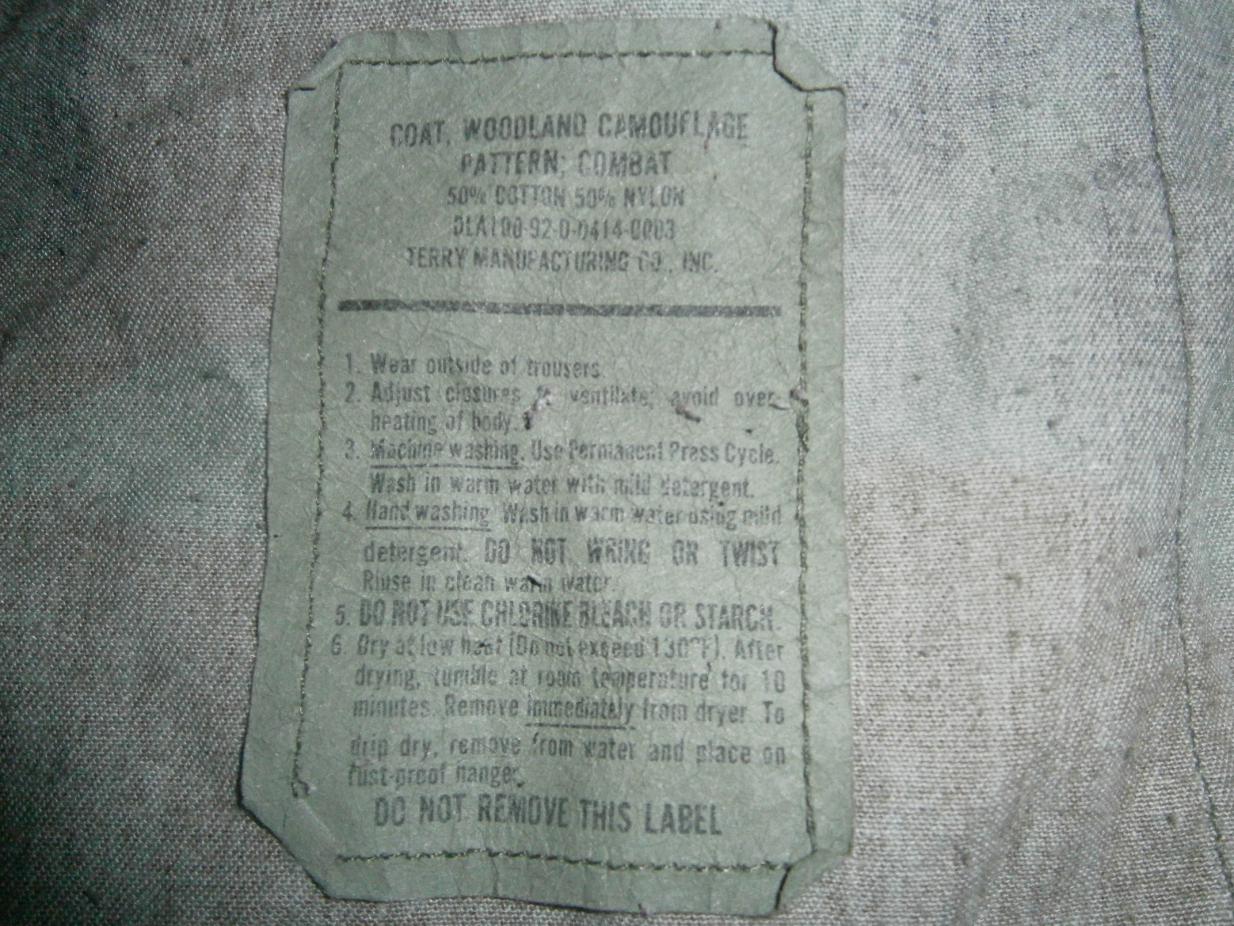 COAT, WOODLAND CAMOUFLAGE
PATTERN; COMBAT
50% COTTON 50% NYLON
DLA100-92-D-0414-0003
TERRY MANUFACTURING CO., INC.
1. Wear outside of trousers.
2. Adjust closures to ventilate; avoid over-
heating of body.
3. Machine washing. Use Permanent Press Cycle.
Wash in warm water with mild detergent.
4. Hand washing. Wash in warm water using mild
detergent. DO NOT WRING OR TWIST
Rinse in clean warm water.
5. DO NOT USE CHLORINE BLEACH OR STARCH.
6. Dry at low heat (Do not exceed 130°F). After
drying, tumble at room temperature for 10
minutes. Remove immediately from dryer. To
drip dry, remove from water and place on
rust-proof hanger.
DO NOT REMOVE THIS LABEL